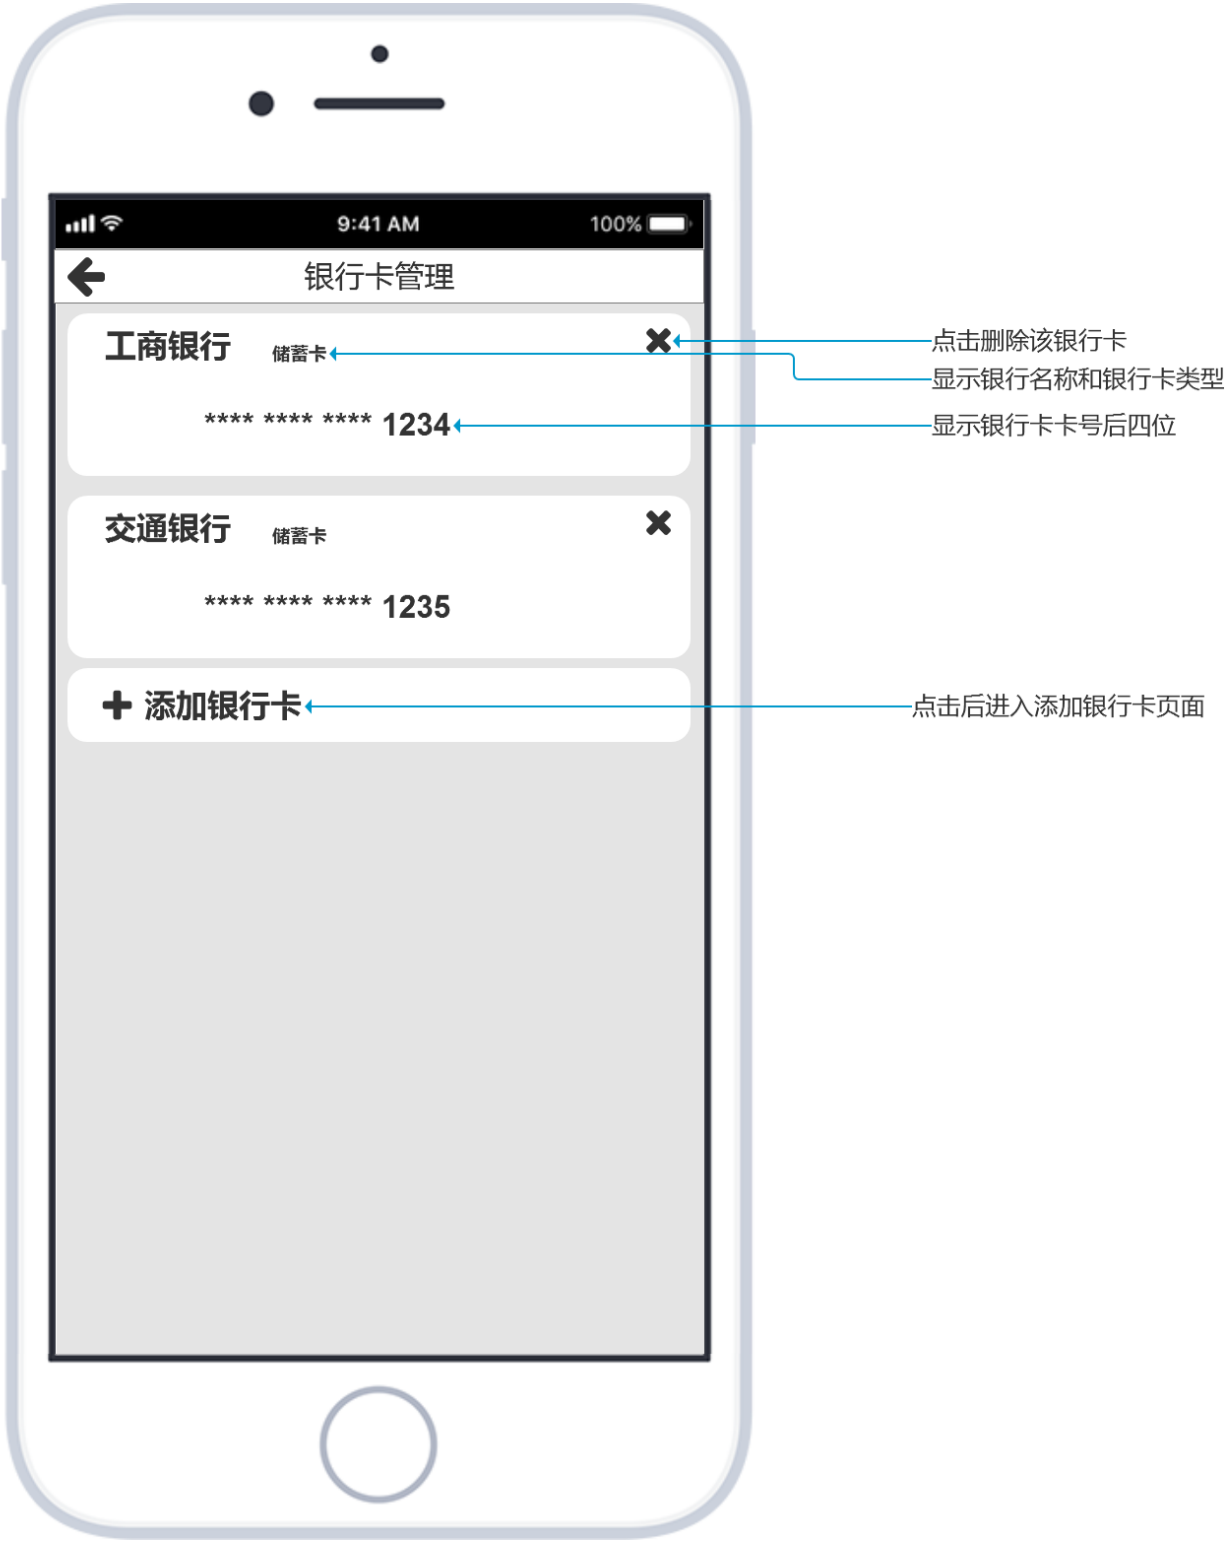 9:41 AM
100%
银行卡管理
工商银行 储蓄卡
点击删除该银行卡
显示银行名称和银行卡类型
**** **** **** 1234
显示银行卡卡号后四位
交通银行 储蓄卡
**** **** **** 1235
添加银行卡
点击后进入添加银行卡页面